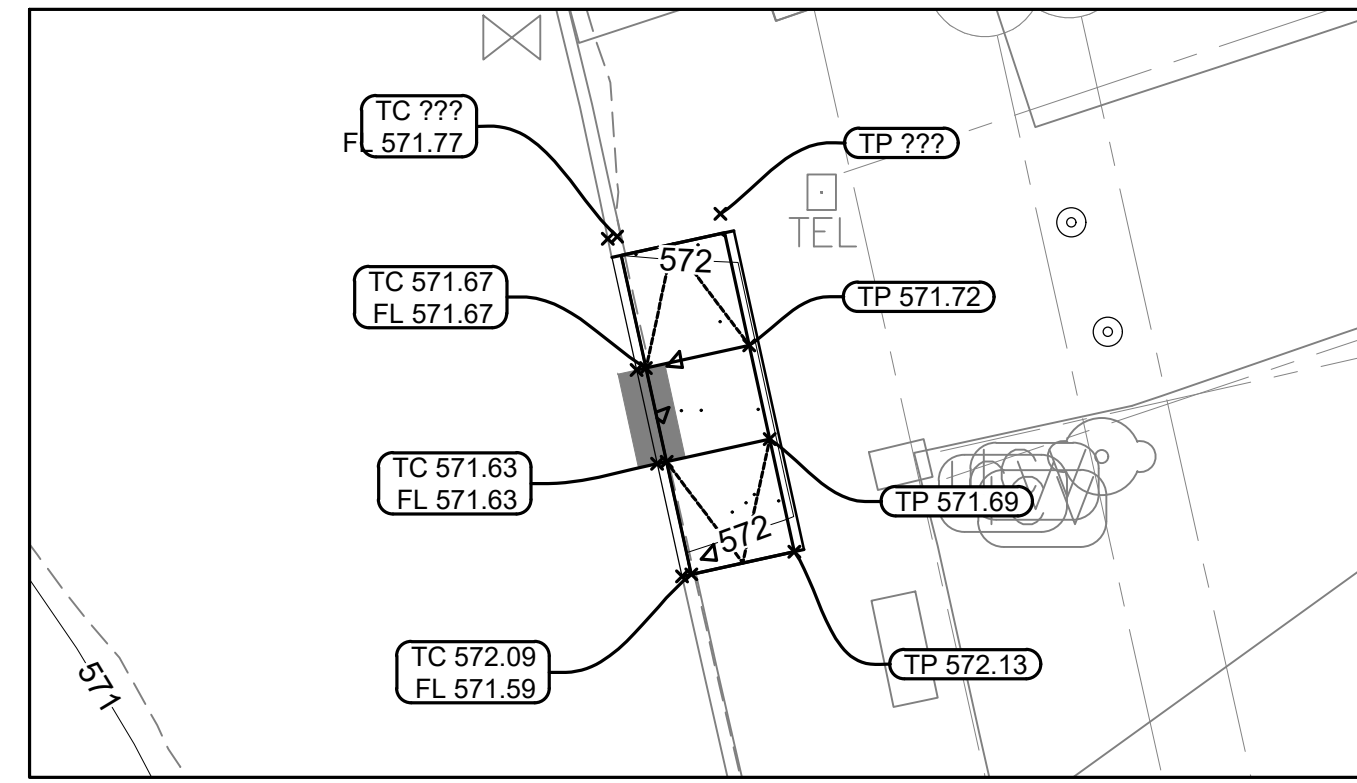 TC ???
FL 571.77
TP ???
TEL
572
TC 571.67
FL 571.67
TP 571.72
TC 571.63
FL 571.63
TP 571.69
572
TC 572.09
FL 571.59
TP 572.13
571